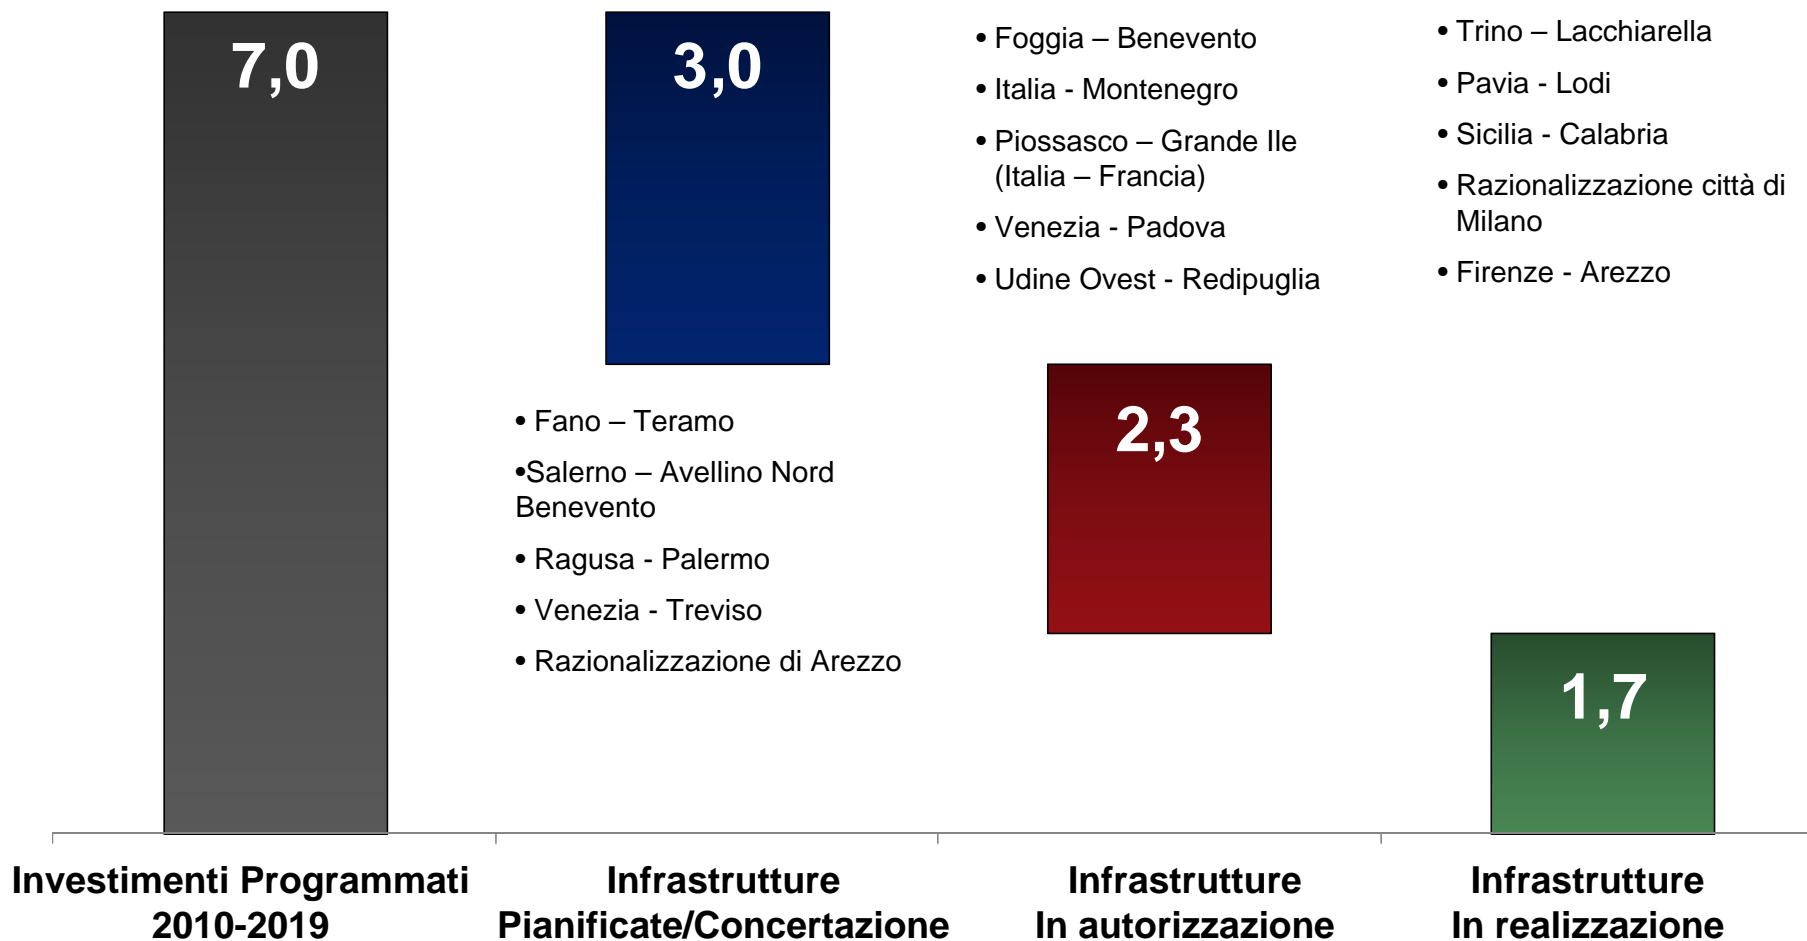 7,0
3,0
• Fano – Teramo
•Salerno – Avellino Nord
Benevento
• Ragusa - Palermo
• Venezia - Treviso
• Razionalizzazione di Arezzo
• Foggia – Benevento
• Italia - Montenegro
• Piossasco – Grande Ile
(Italia – Francia)
• Venezia - Padova
• Udine Ovest - Redipuglia
2,3
• Trino – Lacchiarella
• Pavia - Lodi
• Sicilia - Calabria
• Razionalizzazione città di
Milano
• Firenze - Arezzo
1,7
Investimenti Programmati
2010-2019
Infrastrutture
Pianificate/Concertazione
Infrastrutture
In autorizzazione
Infrastrutture
In realizzazione